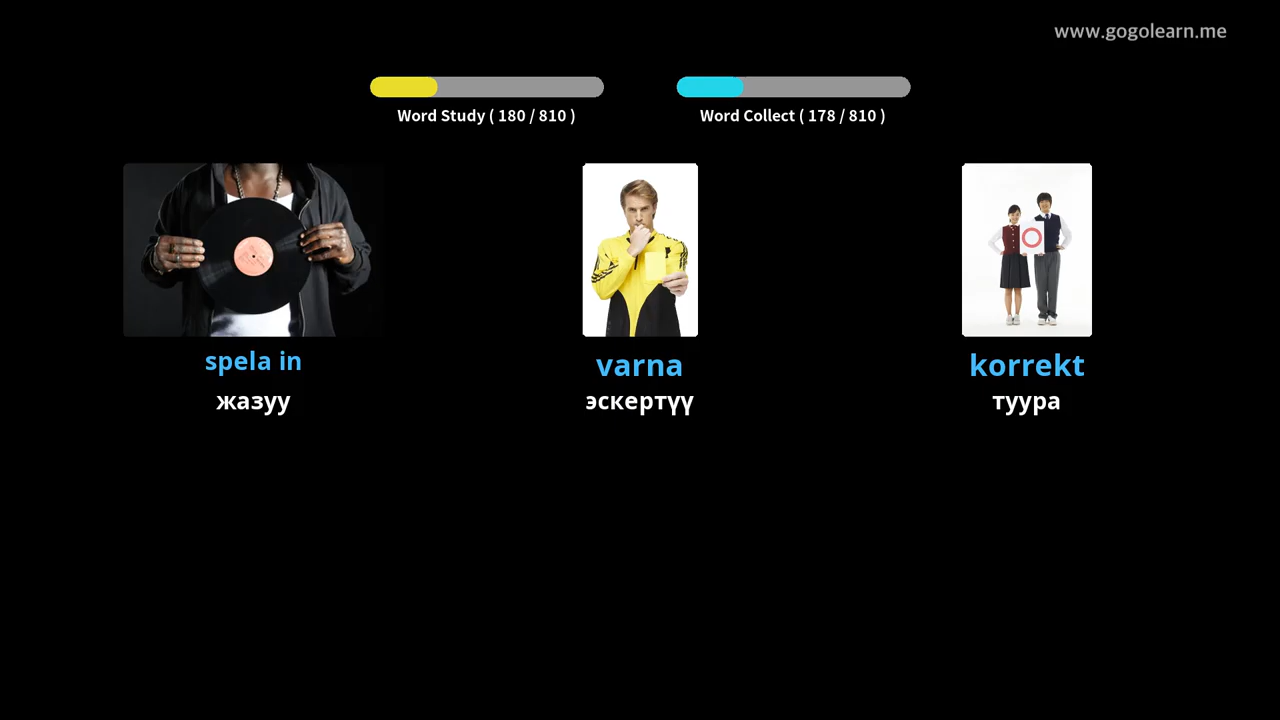 www.gogolearn.me
Word Study ( 180 / 810 )
Word Collect ( 178 / 810 )
spela in
жазуу
varna
эскертүү
korrekt
туура